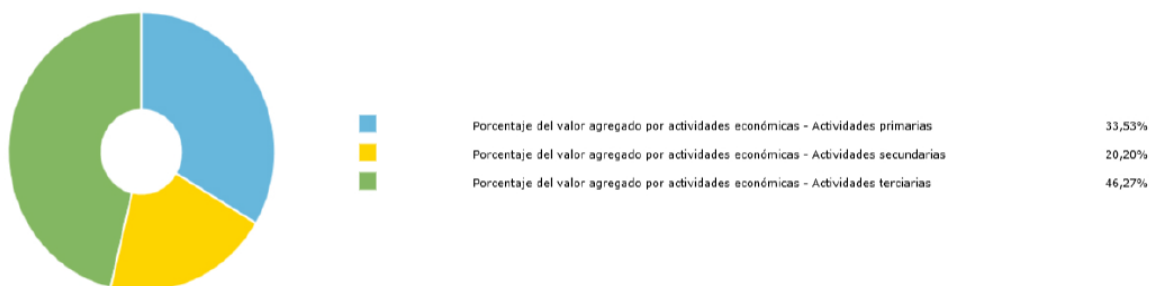 Porcentaje del valor agregado por actividades económicas - Actividades primarias 33,53%
Porcentaje del valor agregado por actividades económicas - Actividades secundarias 20,20%
Porcentaje del valor agregado por actividades económicas - Actividades terciarias 46,27%